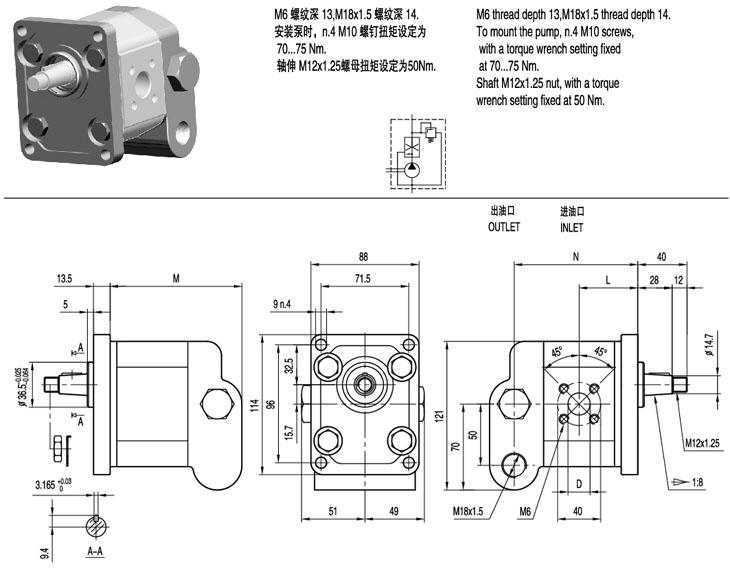 M6 螺纹深 13,M18x1.5 螺纹深 14.
安装泵时，n.4 M10 螺钉扭矩设定为
70...75 Nm.
轴伸 M12x1.25螺母扭矩设定为50Nm.
M6 thread depth 13,M18x1.5 thread depth 14.
To mount the pump, n.4 M10 screws,
with a torque wrench setting fixed
at 70...75 Nm.
Shaft M12x1.25 nut, with a torque
wrench setting fixed at 50 Nm.
出油口
OUTLET
进油口
INLET
13.5
M
5
A
A
ø 36.5 -0.025 -0.064
3.165 +0.03 0
9.4
A-A
88
71.5
9 n.4
32.5
96
114
15.7
51
49
N
40
L
28
12
45°
45°
ø 14.7
121
70
50
M12x1.25
1:8
D
40
M18x1.5
M6